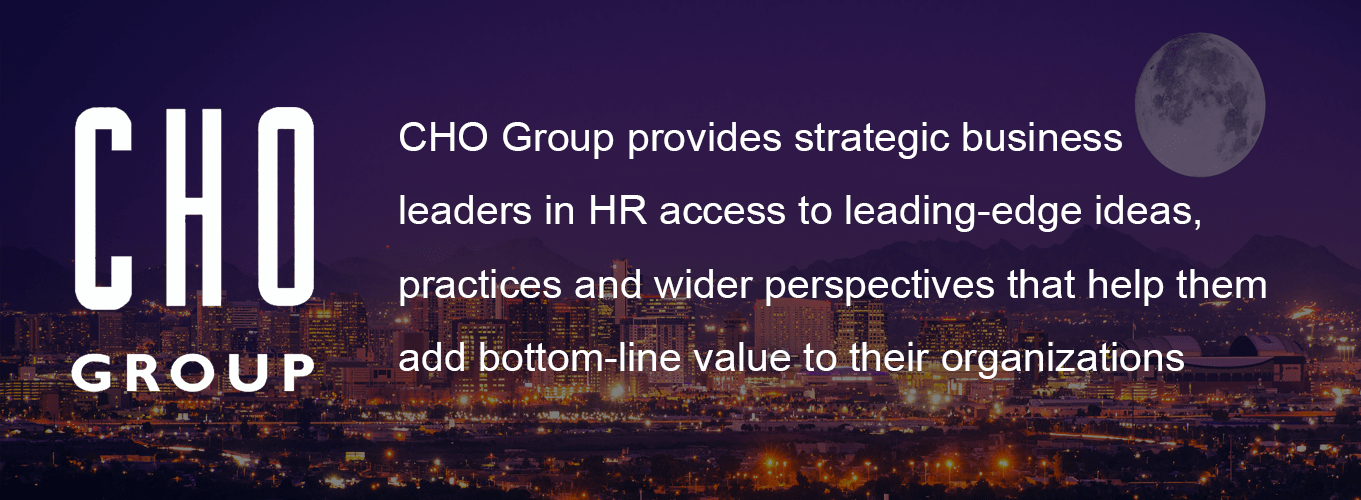 CHO
GROUP
CHO Group provides strategic business
leaders in HR access to leading-edge ideas,
practices and wider perspectives that help them
add bottom-line value to their organizations